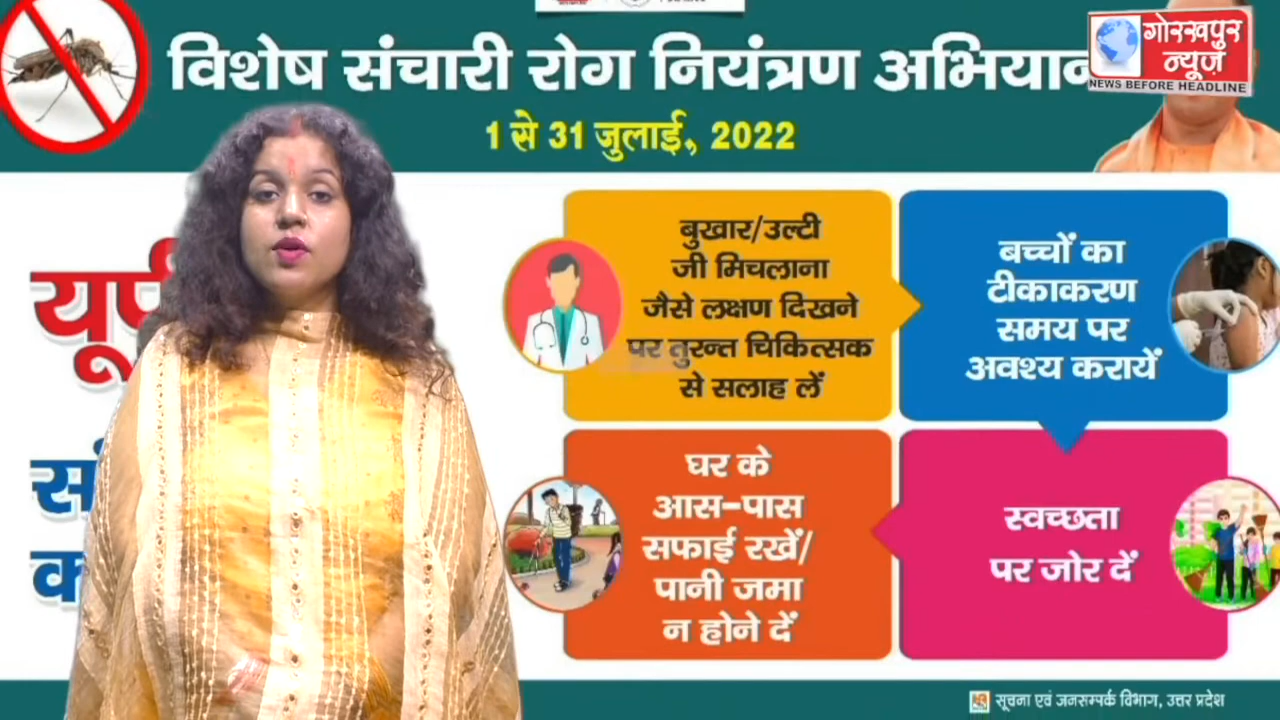 विशेष संचारी रोग नियंत्रण अभियान
1 से 31 जुलाई, 2022
गोरखपुर
न्यूज़
NEWS BEFORE HEADLINE
बुखार/उल्टी
जी मिचलाना
जैसे लक्षण दिखने
पर तुरन्त चिकित्सक
से सलाह लें
बच्चों का
टीकाकरण
समय पर
अवश्य करायें
घर के
आस-पास
सफाई रखें/
पानी जमा
न होने दें
स्वच्छता
पर जोर दें
सूचना एवं जनसम्पर्क विभाग, उत्तर प्रदेश